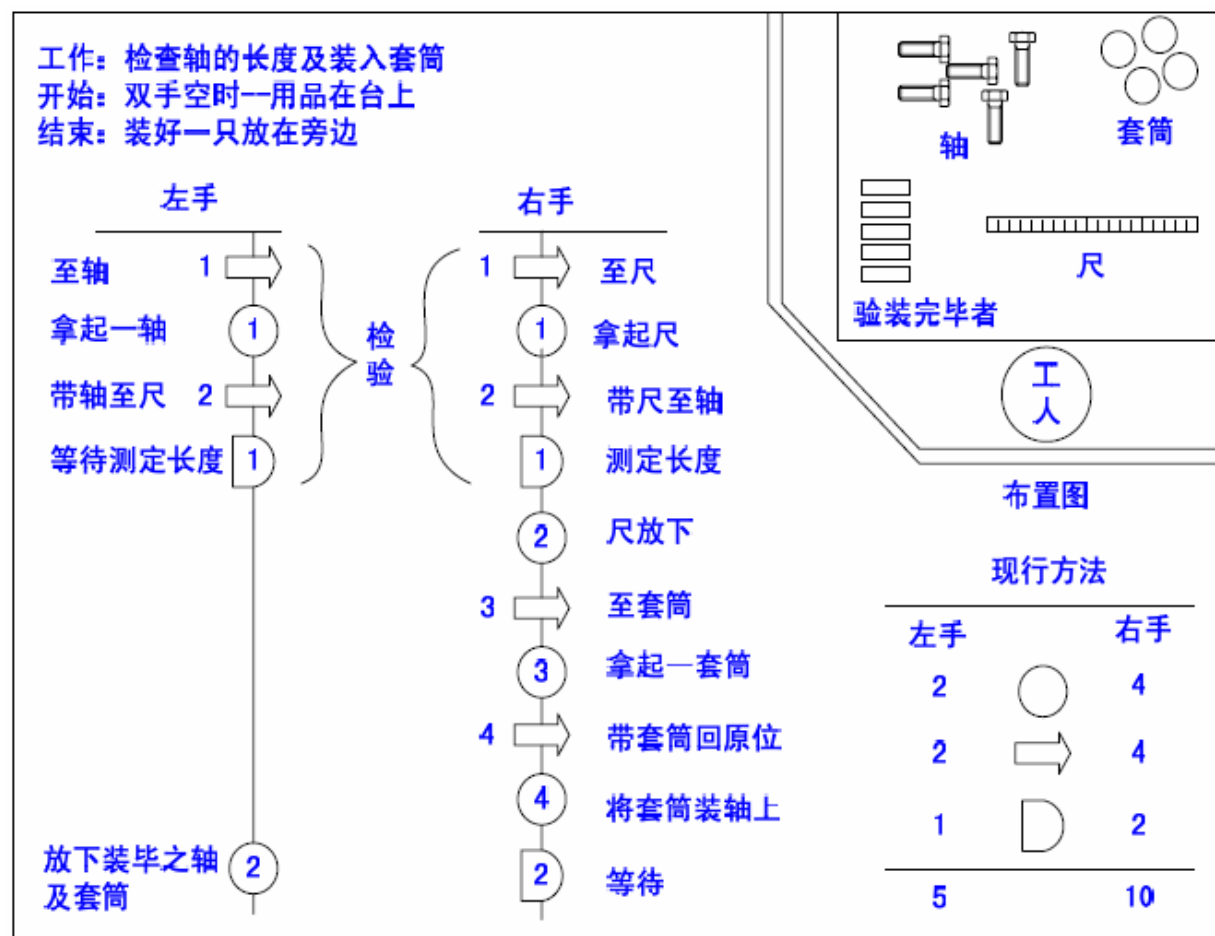 工作：检查轴的长度及装入套筒
开始：双手空时--用品在台上
结束：装好一只放在旁边
左手
右手
至轴 1
1 至尺
拿起一轴 1
1 拿起尺
带轴至尺 2
2 带尺至轴
等待测定长度 1
1 测定长度
检
验
2 尺放下
3 至套筒
3 拿起一套筒
4 带套筒回原位
4 将套筒装轴上
放下装毕之轴
及套筒
2
2 等待
轴
套筒
尺
验装完毕者
工
人
布置图
现行方法
左手 右手
2 4
2 4
1 2
5 10